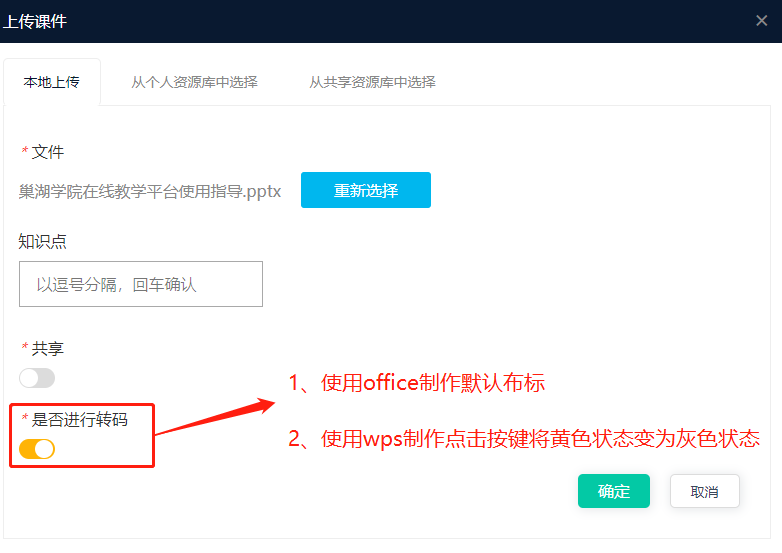 上传课件
本地上传 从个人资源库中选择 从共享资源库中选择
* 文件
巢湖学院在线教学平台使用指导.pptx 重新选择
知识点
以逗号分隔，回车确认
* 共享
1、使用office制作默认布标
* 是否进行转码
2、使用wps制作点击按键将黄色状态变为灰色状态
确定 取消